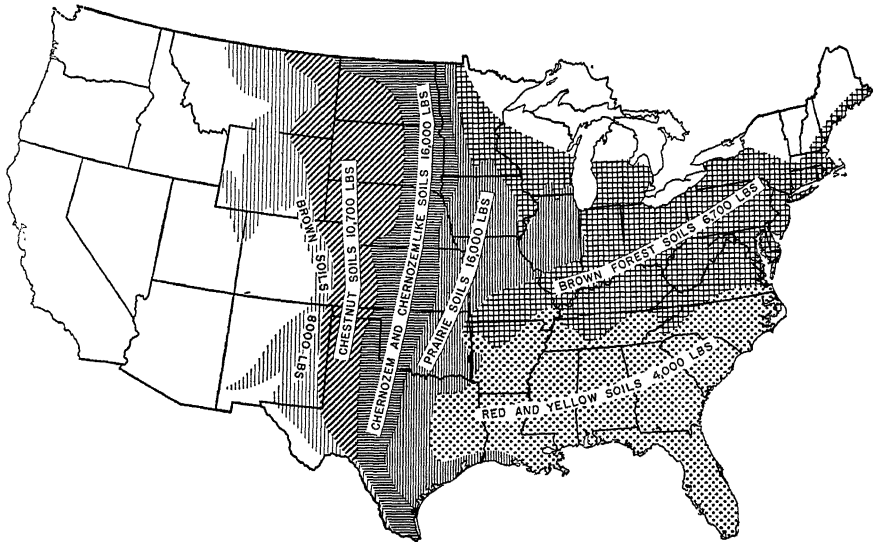 BROWN SOILS 8000 LBS
CHESTNUT SOILS 10,700 LBS
CHERNOZEM AND CHERNOZEMLIKE SOILS 16,000 LBS
PRAIRIE SOILS 16,000 LBS
BROWN FOREST SOILS 6,700 LBS
RED AND YELLOW SOILS 4,000 LBS